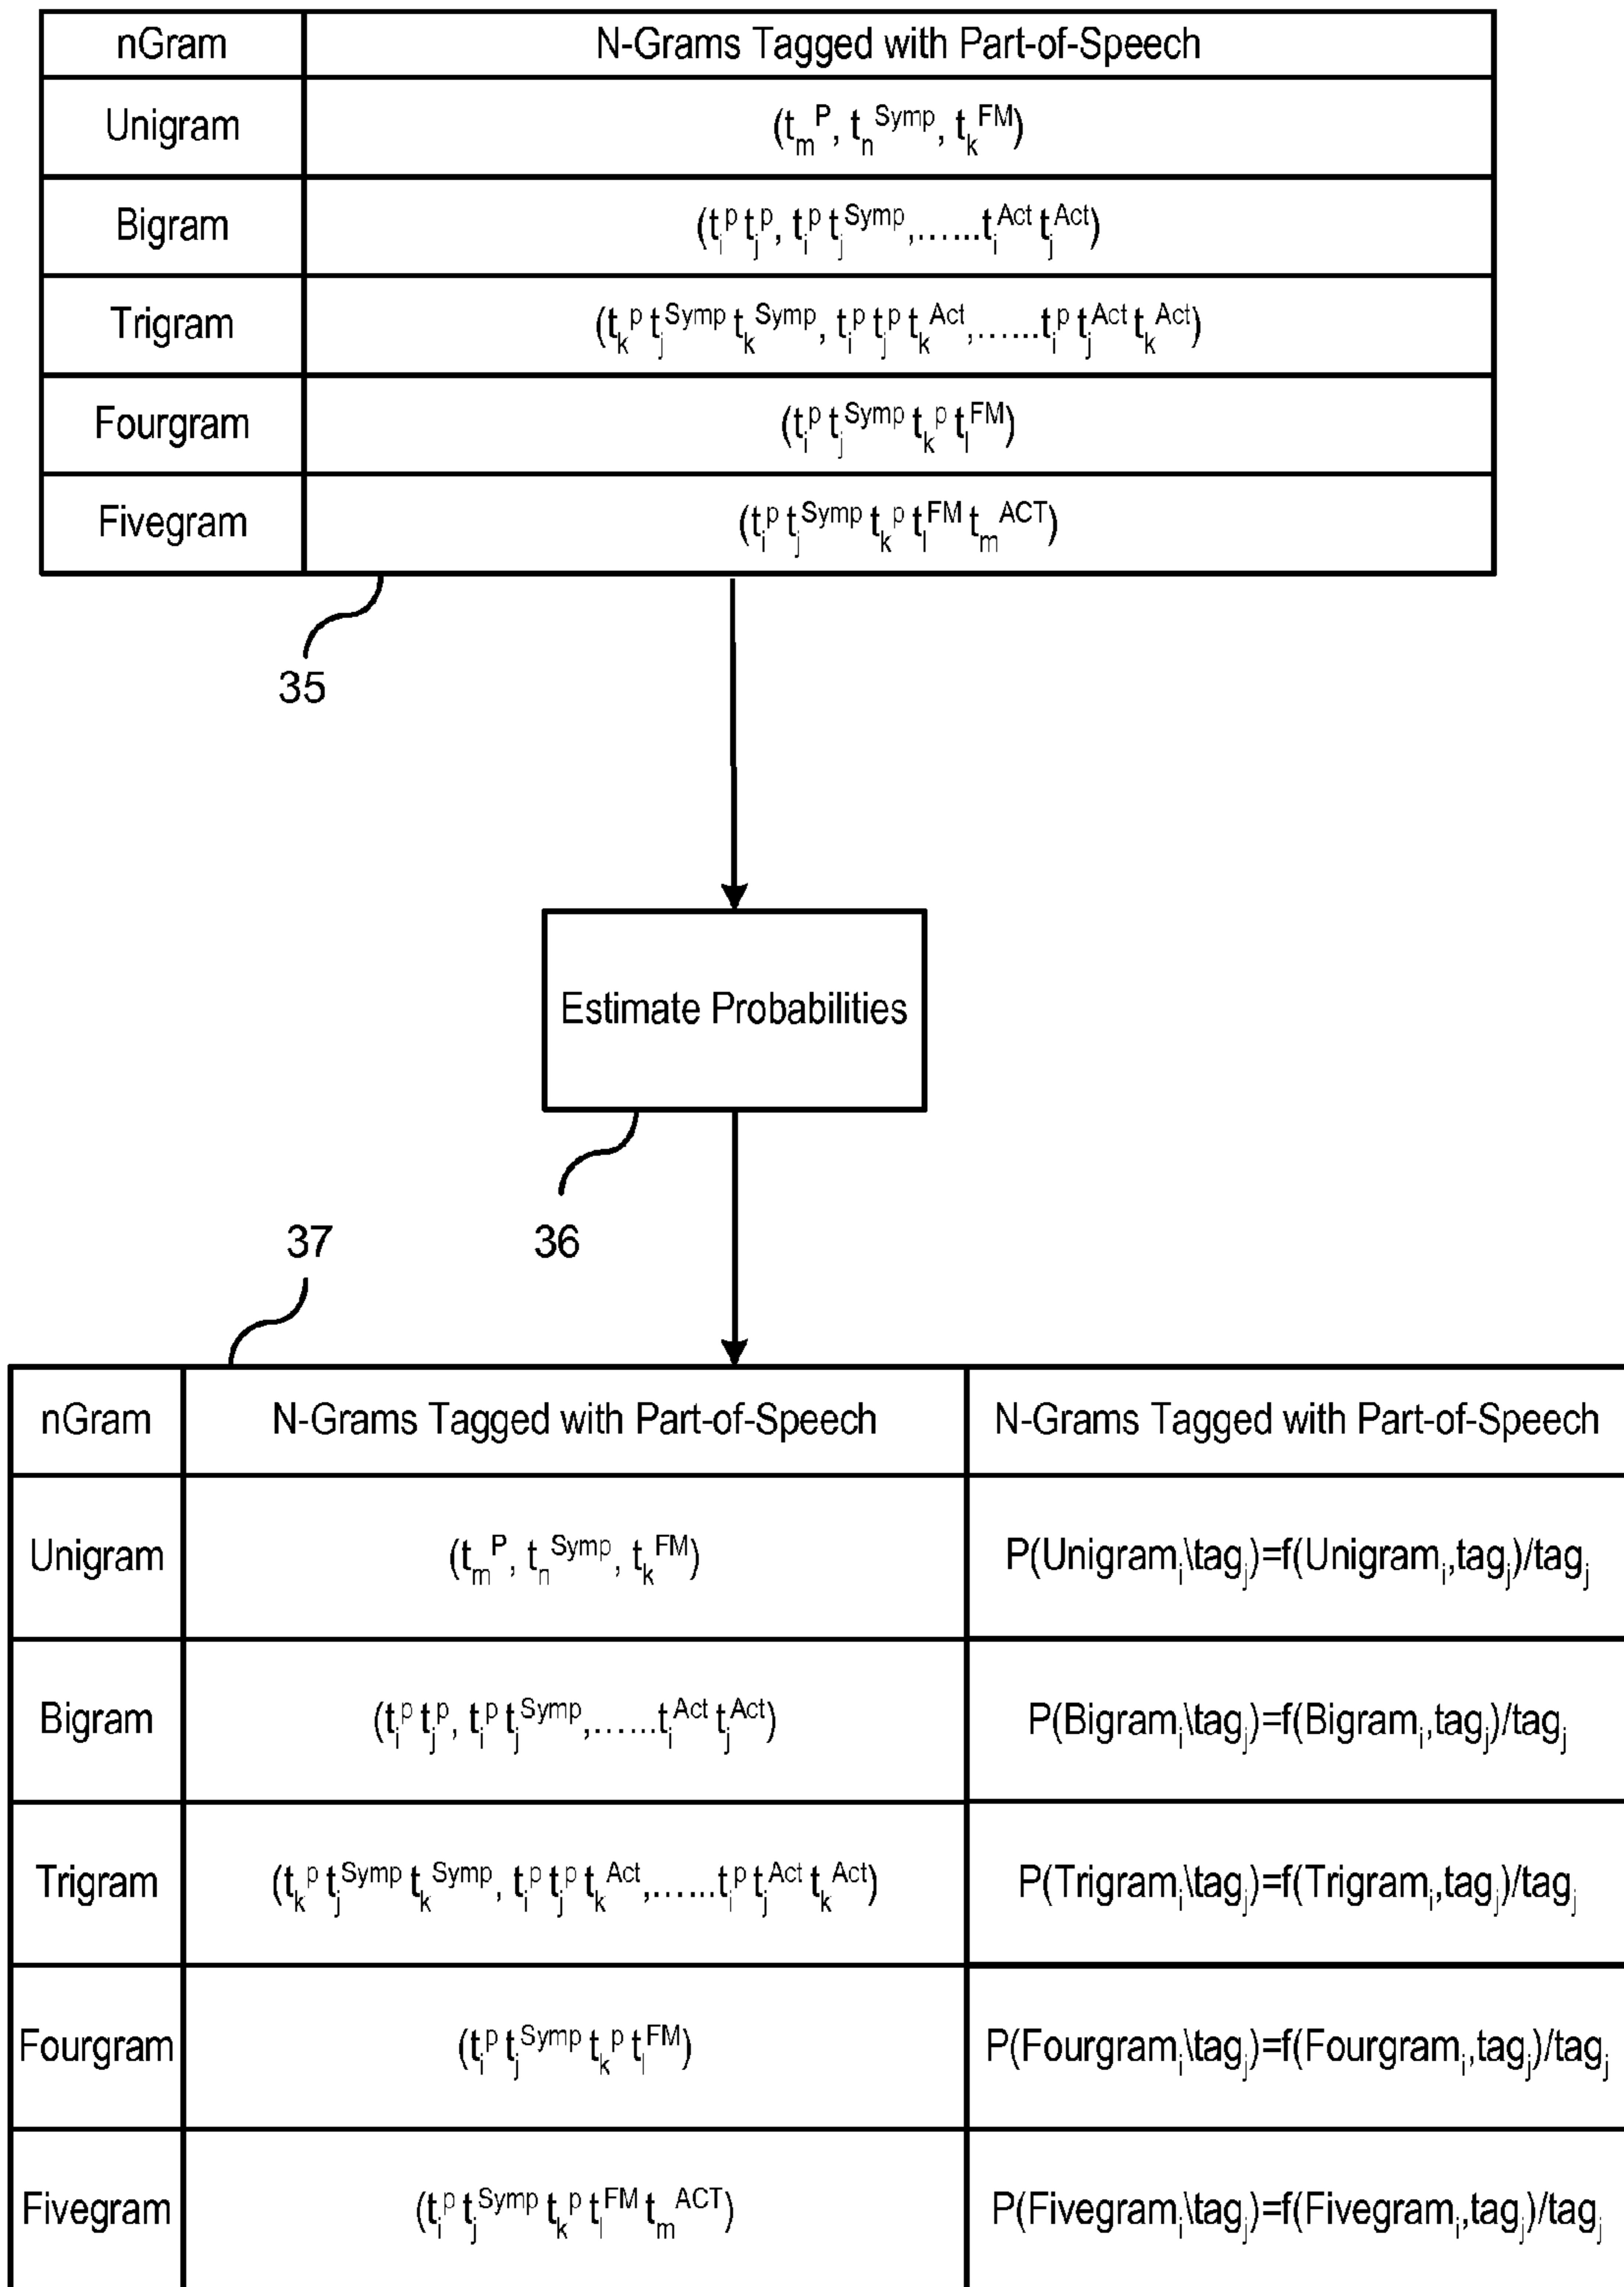 nGram N-Grams Tagged with Part-of-Speech
Unigram (t_m^P, t_n^Symp, t_k^FM)
Bigram (t_i^p t_j^p, t_i^p t_j^Symp,......t_i^Act t_j^Act)
Trigram (t_k^p t_j^Symp t_k^Symp, t_i^p t_j^p t_k^Act,......t_i^p t_j^Act t_k^Act)
Fourgram (t_i^p t_j^Symp t_k^p t_l^FM)
Fivegram (t_i^p t_j^Symp t_k^p t_l^FM t_m^ACT)
35
Estimate Probabilities
37 36
nGram N-Grams Tagged with Part-of-Speech N-Grams Tagged with Part-of-Speech
Unigram (t_m^P, t_n^Symp, t_k^FM) P(Unigram_i\tag_j)=f(Unigram_i,tag_j)/tag_j
Bigram (t_i^p t_j^p, t_i^p t_j^Symp,......t_i^Act t_j^Act) P(Bigram_i\tag_j)=f(Bigram_i,tag_j)/tag_j
Trigram (t_k^p t_j^Symp t_k^Symp, t_i^p t_j^p t_k^Act,......t_i^p t_j^Act t_k^Act) P(Trigram_i\tag_j)=f(Trigram_i,tag_j)/tag_j
Fourgram (t_i^p t_j^Symp t_k^p t_l^FM) P(Fourgram_i\tag_j)=f(Fourgram_i,tag_j)/tag_j
Fivegram (t_i^p t_j^Symp t_k^p t_l^FM t_m^ACT) P(Fivegram_i\tag_j)=f(Fivegram_i,tag_j)/tag_j